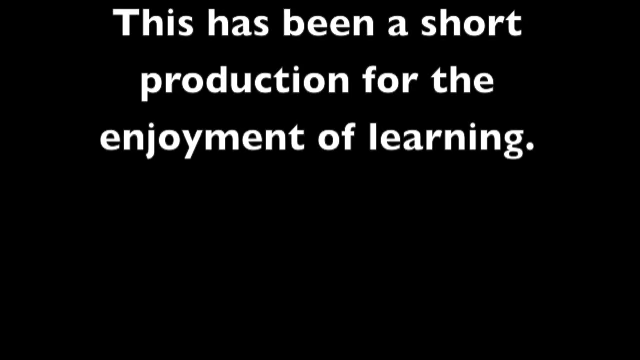 This has been a short
production for the
enjoyment of learning.